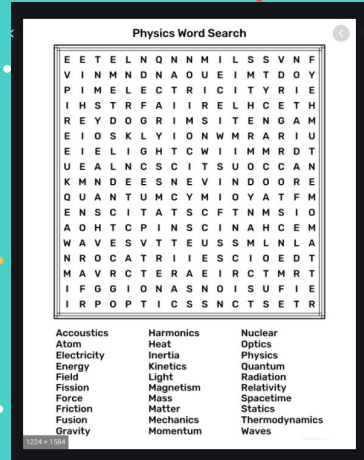 Physics Word Search
E E T E L N Q N N M I L S S V N F
V I N M N D N A O U E I M T D O Y
P I M E L E C T R I C I T Y R I E
I H S T R F A I I R E L H C E T H
R E Y D O G R I M S I T E N G A M
E I O S K L Y I O N W M R A R I U
E I E L I G H T C W I I M M R D T
U E A L N C S C I T S U O C C A N
K M N D E E S N E V I N D O O R E
Q U A N T U M C Y M I O Y A T F M
E N S C I T A T S C F T N M S I O
A O H T C P I N S C I N A H C E M
W A V E S V T T E U S S M L N L A
N R O C A T R I I E S C I O E D T
M A V R C T E R A E I R C T M R T
I F G G I O N A S N O I S U F I E
I R P O P T I C S S N C T S E T R
Accoustics Harmonics Nuclear
Atom Heat Optics
Electricity Inertia Physics
Energy Kinetics Quantum
Field Light Radiation
Fission Magnetism Relativity
Force Mass Spacetime
Friction Matter Statics
Fusion Mechanics Thermodynamics
Gravity Momentum Waves
1224 × 1584